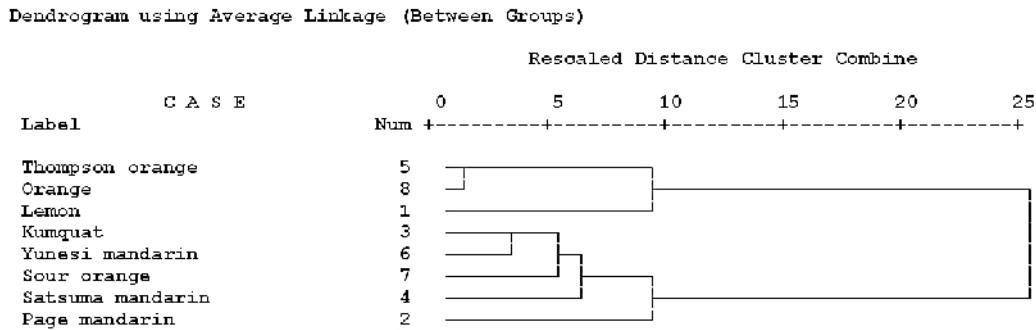 Dendrogram using Average Linkage (Between Groups)
Rescaled Distance Cluster Combine
C A S E 0 5 10 15 20 25
Label Num +---------+---------+---------+---------+---------+
Thompson orange 5
Orange 8
Lemon 1
Kumquat 3
Yunesi mandarin 6
Sour orange 7
Satsuma mandarin 4
Page mandarin 2